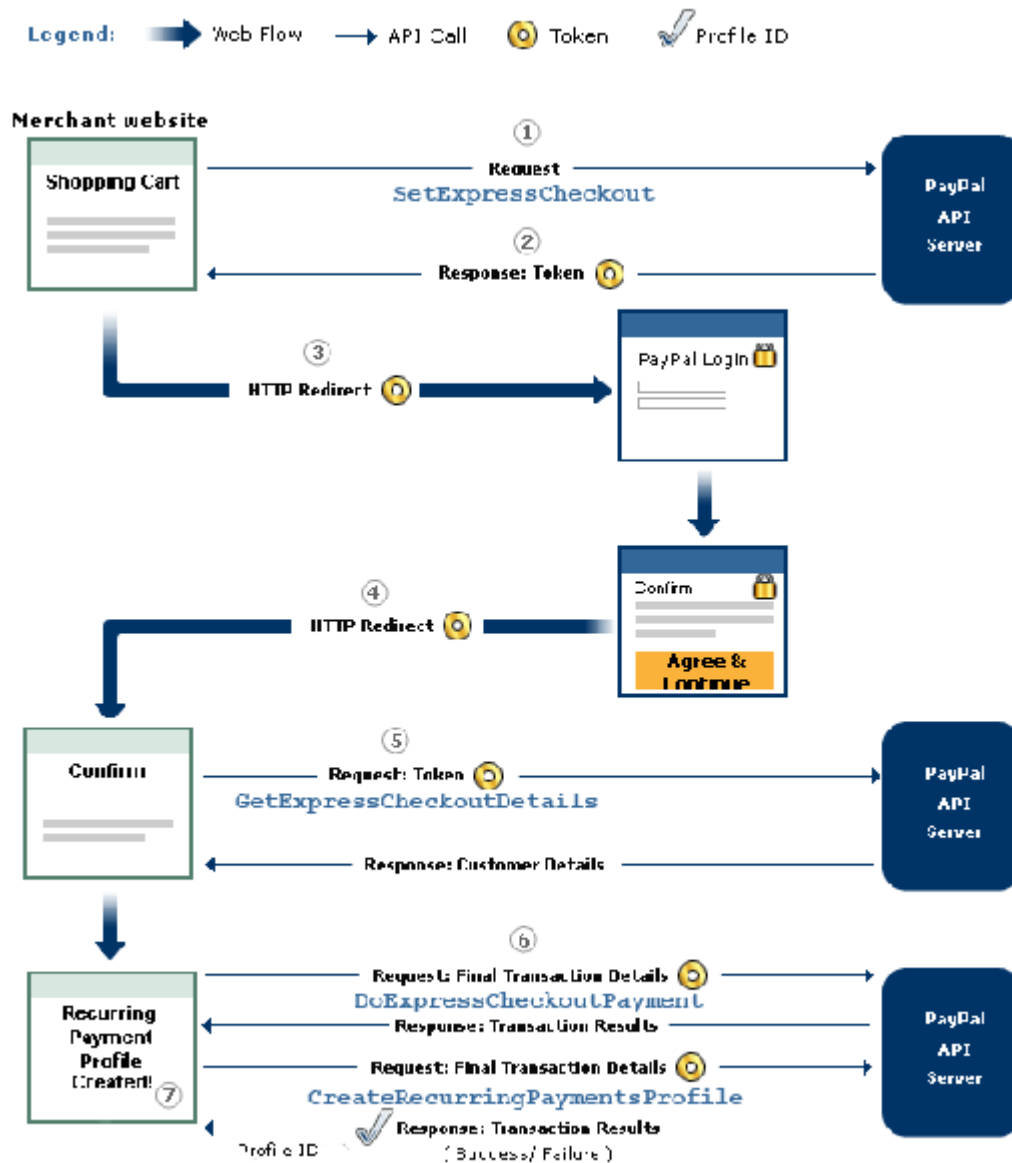 Legend: Web Flow API Call Token Profile ID
Merchant website
1
Shopping Cart
Request
SetExpressCheckout
PayPal
API
Server
2
Response: Token
3
HTTP Redirect
PayPal Login
4
HTTP Redirect
Confirm
Agree &
Continue
5
Confirm
Request: Token
GetExpressCheckoutDetails
PayPal
API
Server
Response: Customer Details
6
Request: Final Transaction Details
DoExpressCheckoutPayment
Response: Transaction Results
Recurring
Payment
Profile
Created!
7
PayPal
API
Server
Request: Final Transaction Details
CreateRecurringPaymentsProfile
Response: Transaction Results
Profile ID
( Success/ Failure )